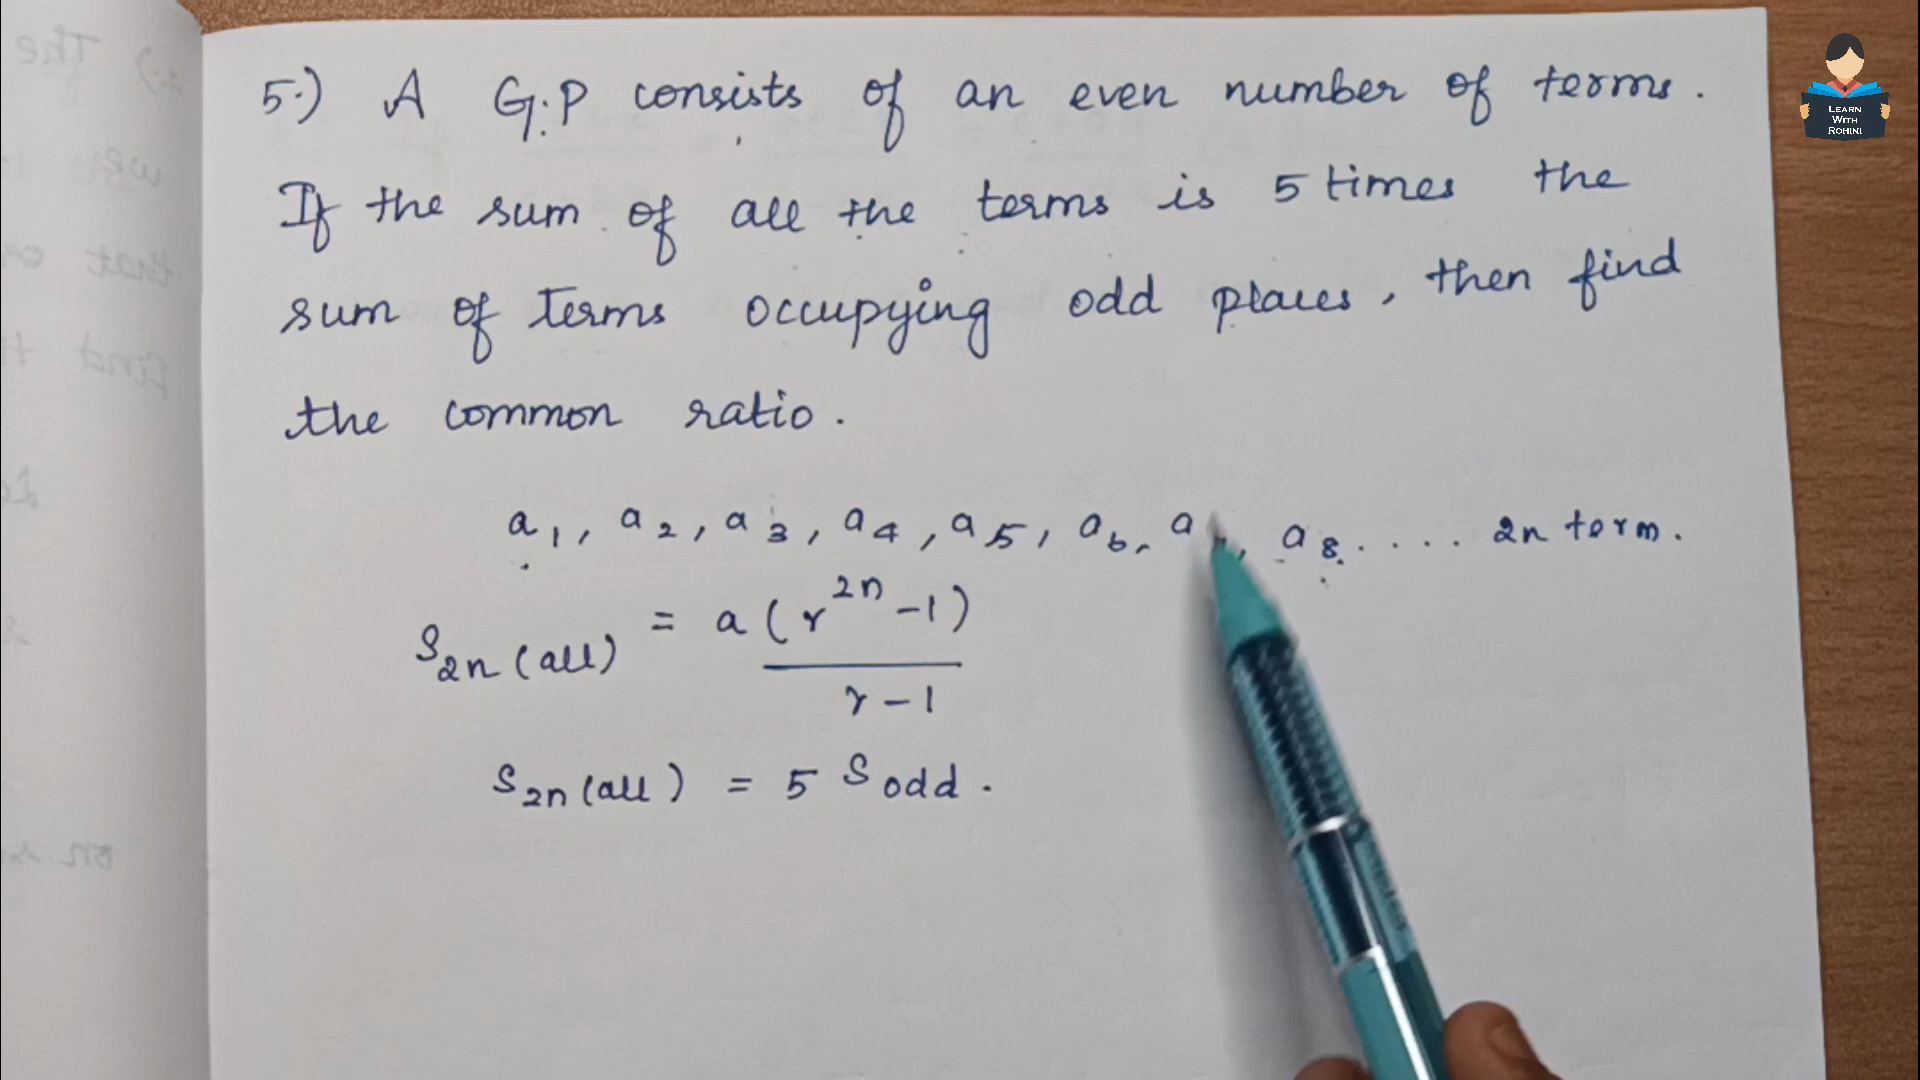 5.) A G.P consists of an even number of terms.
If the sum of all the terms is 5 times the
sum of terms occupying odd places, then find
the common ratio.
a1, a2, a3, a4, a5, a6, a, a8.... 2n term.
S2n(all) = a(r^2n -1)
r-1
S2n(all) = 5 Sodd.
LEARN
WITH
ROHINI